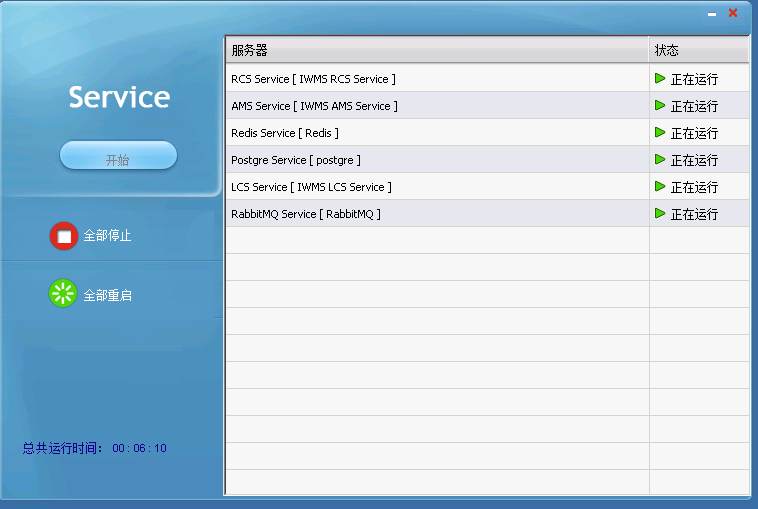 Service
开始
全部停止
全部重启
总共运行时间： 00 : 06 : 10
服务器 状态
RCS Service [ IWMS RCS Service ] 正在运行
AMS Service [ IWMS AMS Service ] 正在运行
Redis Service [ Redis ] 正在运行
Postgre Service [ postgre ] 正在运行
LCS Service [ IWMS LCS Service ] 正在运行
RabbitMQ Service [ RabbitMQ ] 正在运行